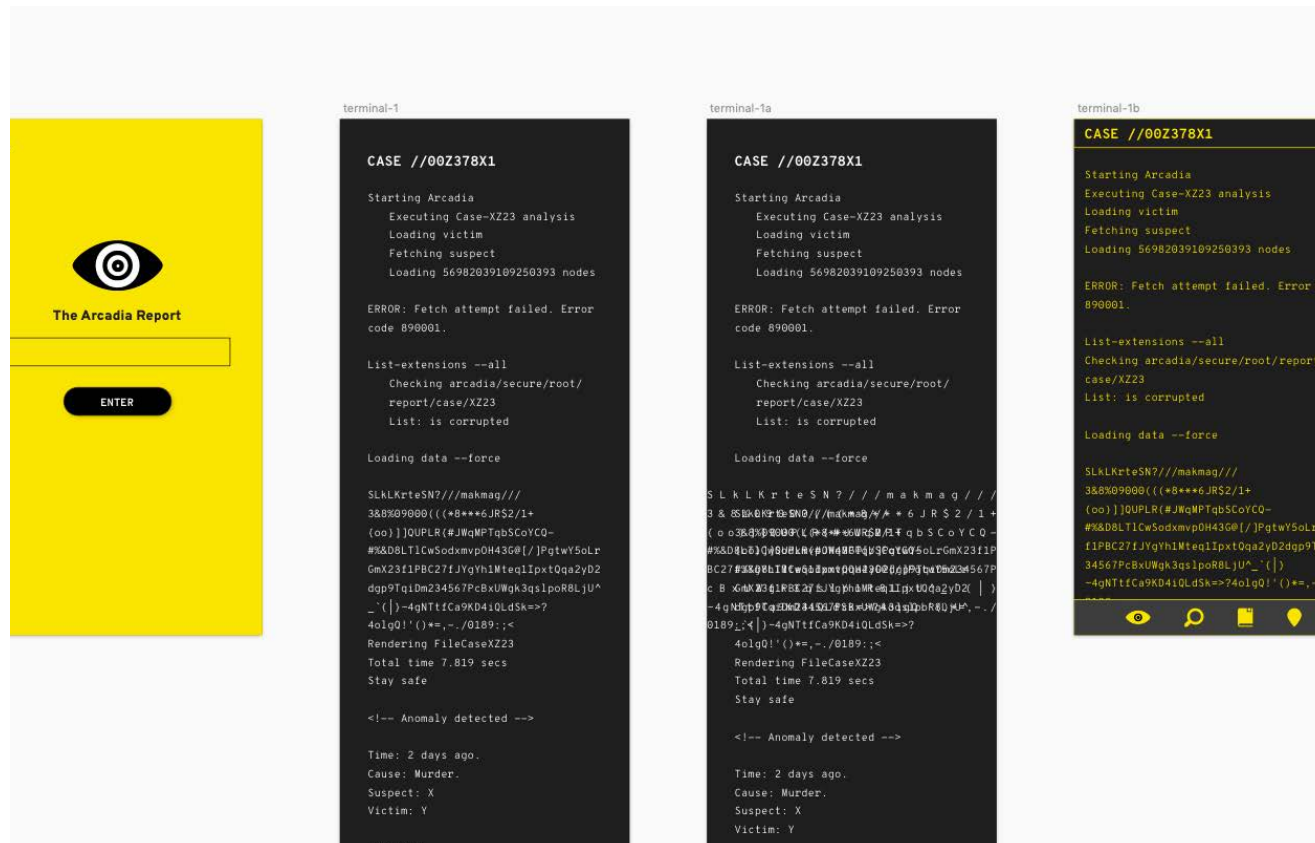 The Arcadia Report
ENTER
terminal-1
CASE //00Z378X1
Starting Arcadia
Executing Case-XZ23 analysis
Loading victim
Fetching suspect
Loading 56982039109250393 nodes
ERROR: Fetch attempt failed. Error
code 890001.
List-extensions --all
Checking arcadia/secure/root/
report/case/XZ23
List: is corrupted
Loading data --force
SLkLKrteSN?///makmag///
3&8%09000(((*8***6JR$2/1+
{oo}]]QUPLR(#JWqMPTqbSCoYCQ-
#%&D8LTlCwSodxmvpOH43G@[/]PgtwY5oLr
GmX23f1PBC27fJYgYh1Mteq1IpxtQqa2yD2
dgp9TqiDm234567PcBxUWgk3qslpoR8LjU^
_`(|}~4gNTtfCa9KD4iQLdSk=>?
4olgQ!'()*=,-./0189:;<
Rendering FileCaseXZ23
Total time 7.819 secs
Stay safe
<!-- Anomaly detected -->
Time: 2 days ago.
Cause: Murder.
Suspect: X
Victim: Y
terminal-1a
CASE //00Z378X1
Starting Arcadia
Executing Case-XZ23 analysis
Loading victim
Fetching suspect
Loading 56982039109250393 nodes
ERROR: Fetch attempt failed. Error
code 890001.
List-extensions --all
Checking arcadia/secure/root/
report/case/XZ23
List: is corrupted
Loading data --force
S L k L K r t e S N ? / / / m a k m a g / / /
4olgQ!'()*=,-./0189:;<
Rendering FileCaseXZ23
Total time 7.819 secs
Stay safe
<!-- Anomaly detected -->
Time: 2 days ago.
Cause: Murder.
Suspect: X
Victim: Y
terminal-1b
CASE //00Z378X1
Starting Arcadia
Executing Case-XZ23 analysis
Loading victim
Fetching suspect
Loading 56982039109250393 nodes
ERROR: Fetch attempt failed. Error
890001.
List-extensions --all
Checking arcadia/secure/root/report
case/XZ23
List: is corrupted
Loading data --force
SLkLKrteSN?///makmag///
3&8%09000(((*8***6JR$2/1+
{oo}]]QUPLR(#JWqMPTqbSCoYCQ-
#%&D8LTlCwSodxmvpOH43G@[/]PgtwY5oLr
f1PBC27fJYgYh1Mteq1IpxtQqa2yD2dgp9T
34567PcBxUWgk3qslpoR8LjU^_`(|}
~4gNTtfCa9KD4iQLdSk=>?4olgQ!'()*=,-